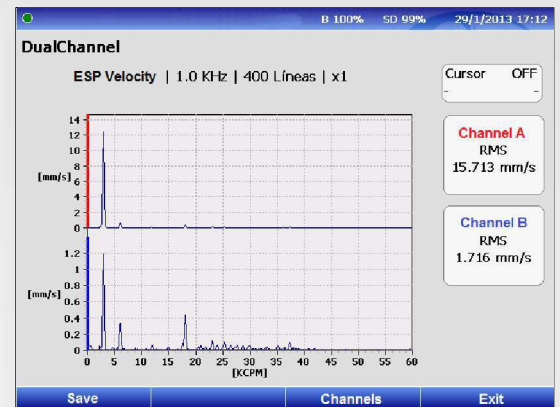 B 100% SD 99% 29/1/2013 17:12
DualChannel
ESP Velocity | 1.0 KHz | 400 Líneas | x1
Cursor OFF
- -
Channel A
RMS
15.713 mm/s
Channel B
RMS
1.716 mm/s
14
12
10
8
[mm/s]
6
4
2
0
1.2
1
0.8
[mm/s]
0.6
0.4
0.2
0
0 5 10 15 20 25 30 35 40 45 50 55 60
[KCPM]
Save Channels Exit